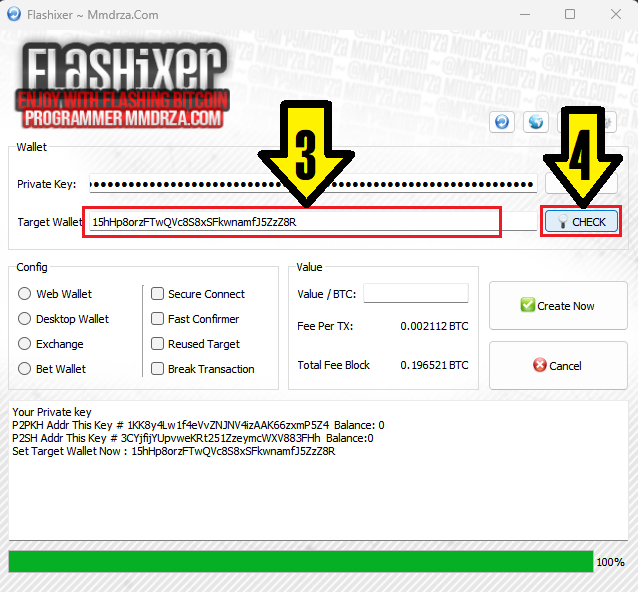 Flashixer ~ Mmdrza.Com
FLASHiXER
ENJOY WITH FLASHING BITCOIN
PROGRAMMER MMDRZA.COM
Wallet
3
4
Private Key:
Target Wallet
15hHp8orzFTwQVc8S8xSFkwnamfJ5ZzZ8R
CHECK
Config
Web Wallet
Secure Connect
Desktop Wallet
Fast Confirmer
Exchange
Reused Target
Bet Wallet
Break Transaction
Value
Value / BTC:
Fee Per TX: 0.002112 BTC
Total Fee Block 0.196521 BTC
Create Now
Cancel
Your Private key
P2PKH Addr This Key # 1KK8y4Lw1f4eVvZNJNV4izAAK66zxmP5Z4 Balance: 0
P2SH Addr This Key # 3CYjfijYUpvweKRt251ZzeymcWXV883FHh Balance:0
Set Target Wallet Now : 15hHp8orzFTwQVc8S8xSFkwnamfJ5ZzZ8R
100%